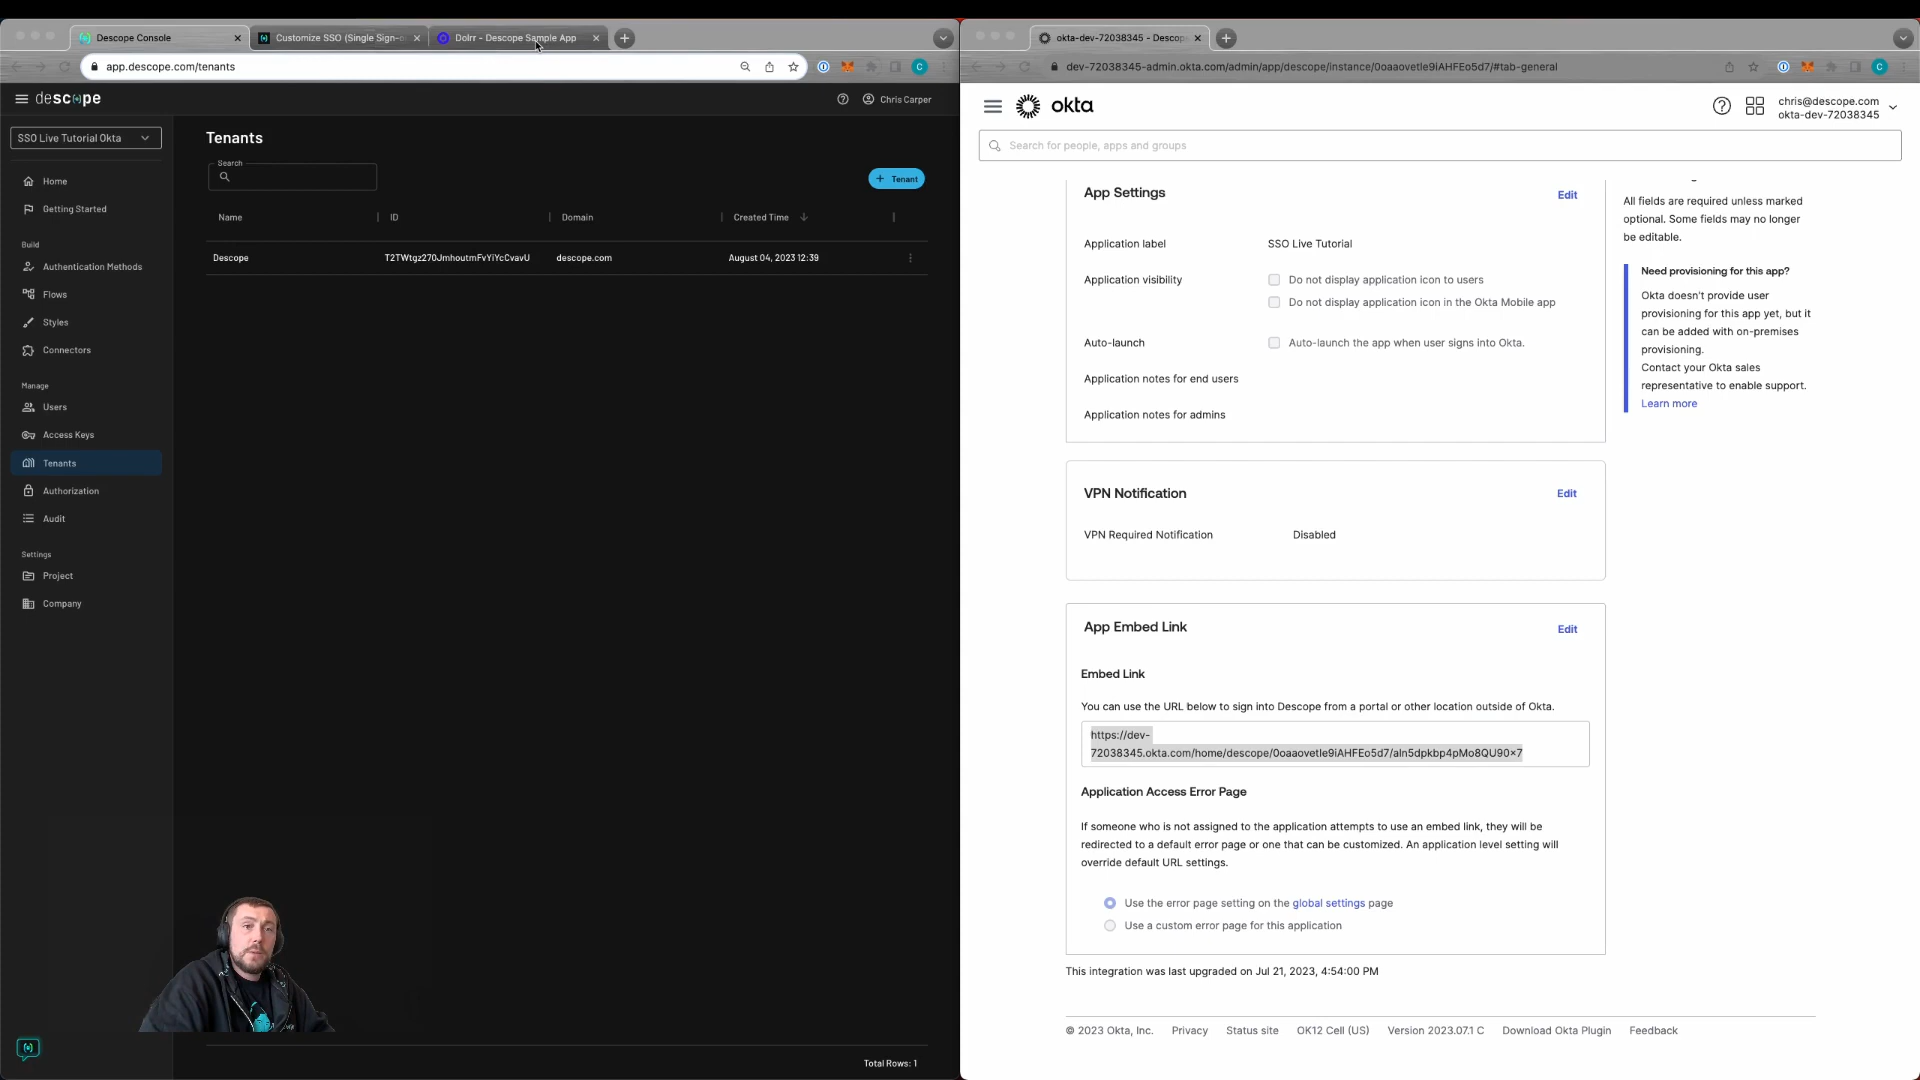 Descope Console
Customize SSO (Single Sign-o
Dolrr - Descope Sample App
app.descope.com/tenants
descope
Chris Carper
SSO Live Tutorial Okta
Home
Getting Started
Build
Authentication Methods
Flows
Styles
Connectors
Manage
Users
Access Keys
Tenants
Authorization
Audit
Settings
Project
Company
Tenants
Search
+ Tenant
Name
ID
Domain
Created Time
Descope
T2TWtgz270JmhoutmFvYiYcCvavU
descope.com
August 04, 2023 12:39
Total Rows: 1
okta-dev-72038345 - Descop
dev-72038345-admin.okta.com/admin/app/descope/instance/0oaaovetle9iAHFEo5d7/#tab-general
C
C
okta
chris@descope.com
okta-dev-72038345
Search for people, apps and groups
App Settings
Edit
Application label
SSO Live Tutorial
Application visibility
Do not display application icon to users
Do not display application icon in the Okta Mobile app
Auto-launch
Auto-launch the app when user signs into Okta.
Application notes for end users
Application notes for admins
All fields are required unless marked
optional. Some fields may no longer
be editable.
Need provisioning for this app?
Okta doesn't provide user
provisioning for this app yet, but it
can be added with on-premises
provisioning.
Contact your Okta sales
representative to enable support.
Learn more
VPN Notification
Edit
VPN Required Notification
Disabled
App Embed Link
Edit
Embed Link
You can use the URL below to sign into Descope from a portal or other location outside of Okta.
https://dev-
72038345.okta.com/home/descope/0oaaovetle9iAHFEo5d7/aln5dpkbp4pMo8QU90x7
Application Access Error Page
If someone who is not assigned to the application attempts to use an embed link, they will be
redirected to a default error page or one that can be customized. An application level setting will
override default URL settings.
Use the error page setting on the global settings page
Use a custom error page for this application
This integration was last upgraded on Jul 21, 2023, 4:54:00 PM
© 2023 Okta, Inc.
Privacy
Status site
OK12 Cell (US)
Version 2023.07.1 C
Download Okta Plugin
Feedback